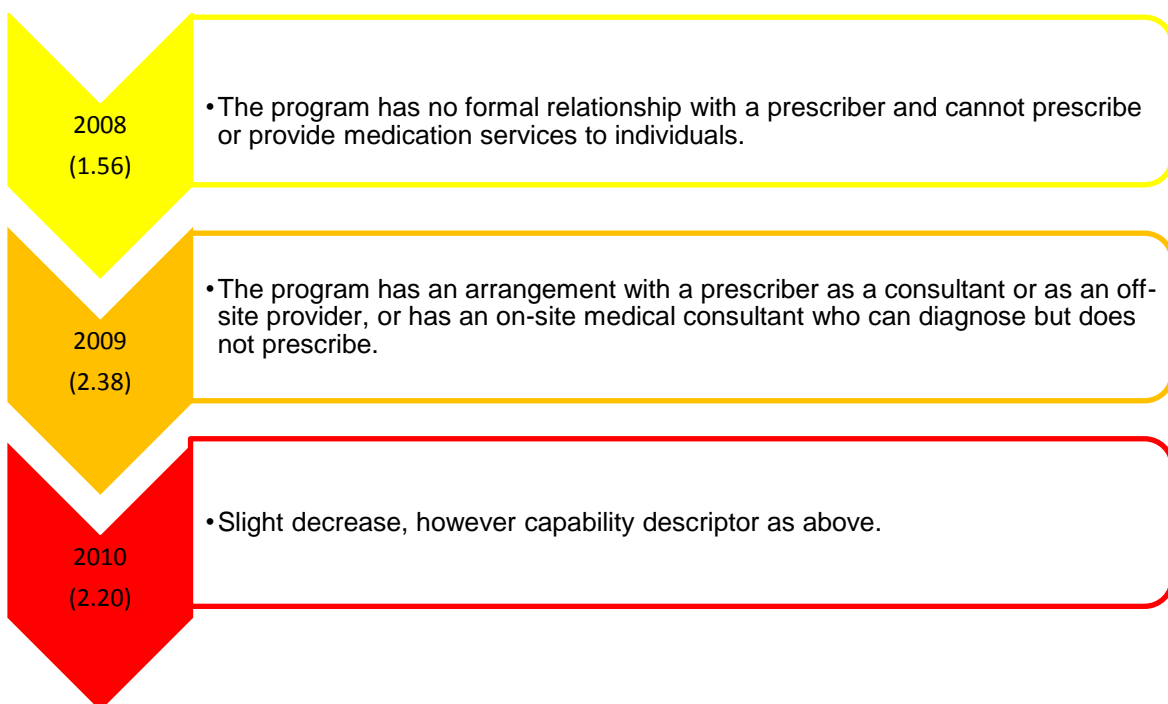 2008
(1.56)
•The program has no formal relationship with a prescriber and cannot prescribe
or provide medication services to individuals.
2009
(2.38)
•The program has an arrangement with a prescriber as a consultant or as an off-
site provider, or has an on-site medical consultant who can diagnose but does
not prescribe.
2010
(2.20)
•Slight decrease, however capability descriptor as above.